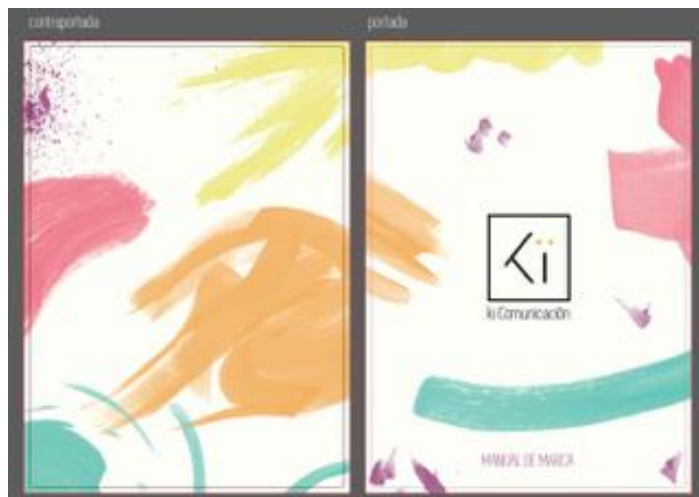 contraportada
portada
Ki
ki Comunicación
MANUAL DE MARCA